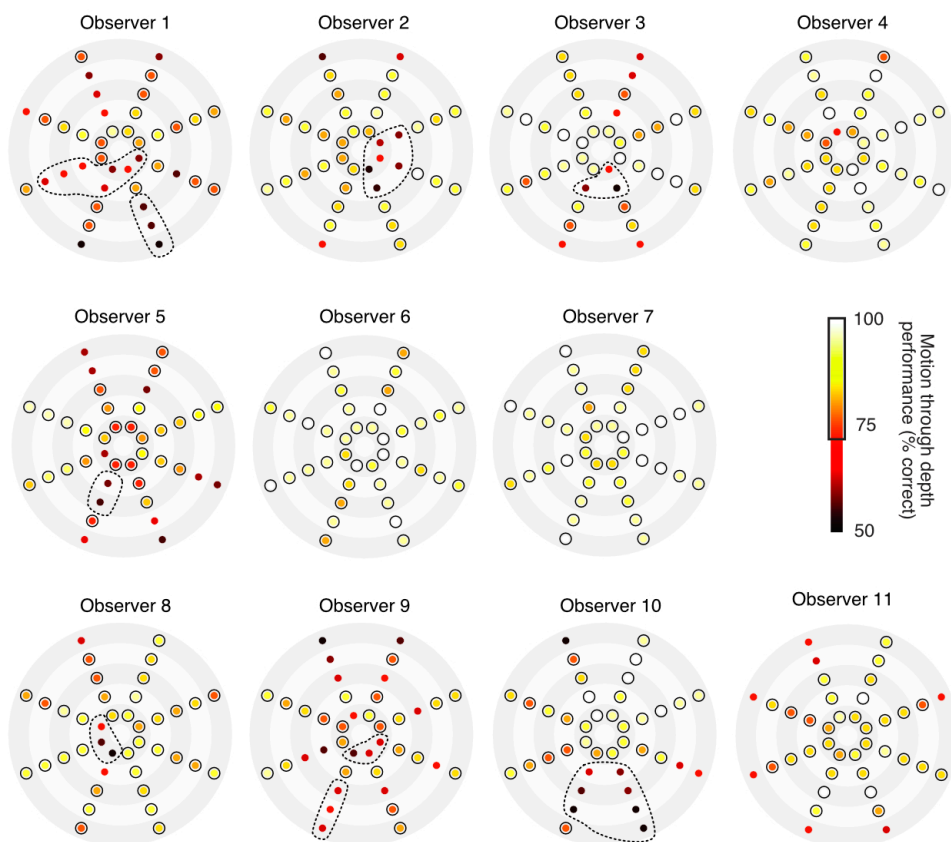 Observer 1
Observer 2
Observer 3
Observer 4
Observer 5
Observer 6
Observer 7
100
75
50
Motion through depth
performance (% correct)
Observer 8
Observer 9
Observer 10
Observer 11